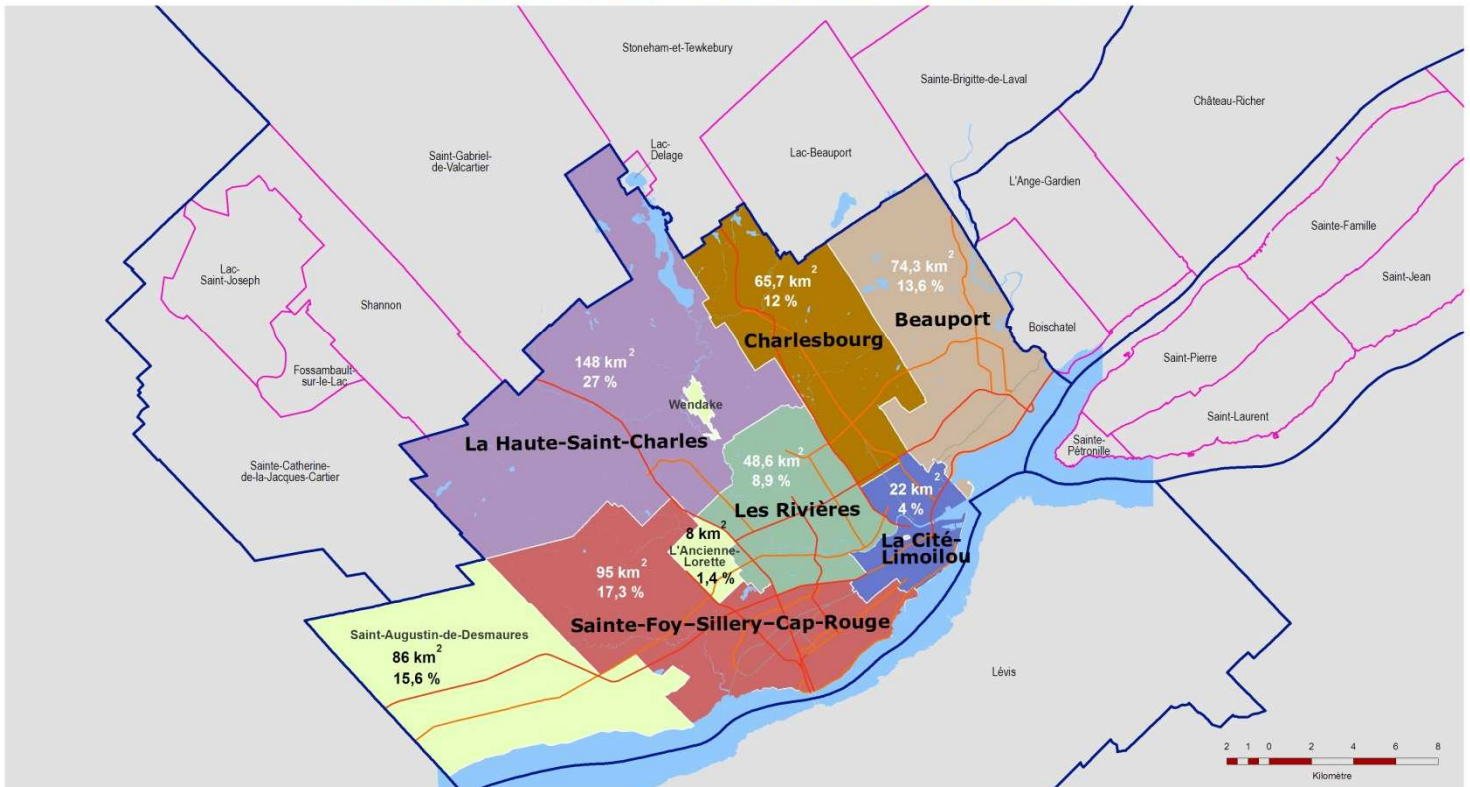 Stoneham-et-Tewkebury
Sainte-Brigitte-de-Laval
Château-Richer
Saint-Gabriel
de-Valcartier
Lac-
Delage
Lac-Beauport
L'Ange-Gardien
Sainte-Famille
Lac-
Saint-Joseph
Shannon
Saint-Jean
65,7 km²
12 %
74,3 km²
13,6 %
Charlesbourg
Beauport
Boischatel
Saint-Pierre
Fossambault-
sur-le-Lac
148 km²
27 %
Wendake
Saint-Laurent
La Haute-Saint-Charles
Sainte-
Pétronille
Sainte-Catherine-
de-la-Jacques-Cartier
48,6 km²
8,9 %
Les Rivières
22 km²
4 %
La Cité-
Limoilou
8 km²
L'Ancienne-
Lorette
1,4 %
95 km²
17,3 %
Sainte-Foy–Sillery–Cap-Rouge
Saint-Augustin-de-Desmaures
86 km²
15,6 %
Lévis
2 1 0 2 4 6 8
Kilomètre